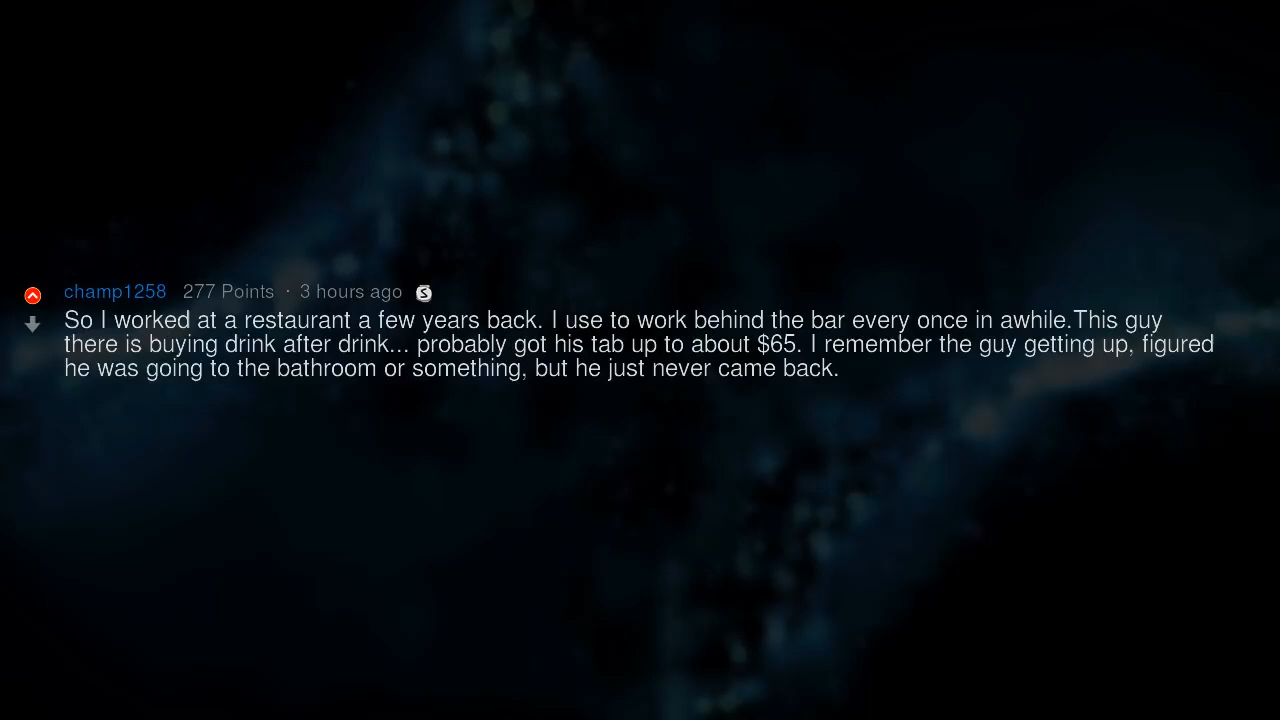 champ1258 277 Points · 3 hours ago
So I worked at a restaurant a few years back. I use to work behind the bar every once in awhile.This guy
there is buying drink after drink... probably got his tab up to about $65. I remember the guy getting up, figured
he was going to the bathroom or something, but he just never came back.